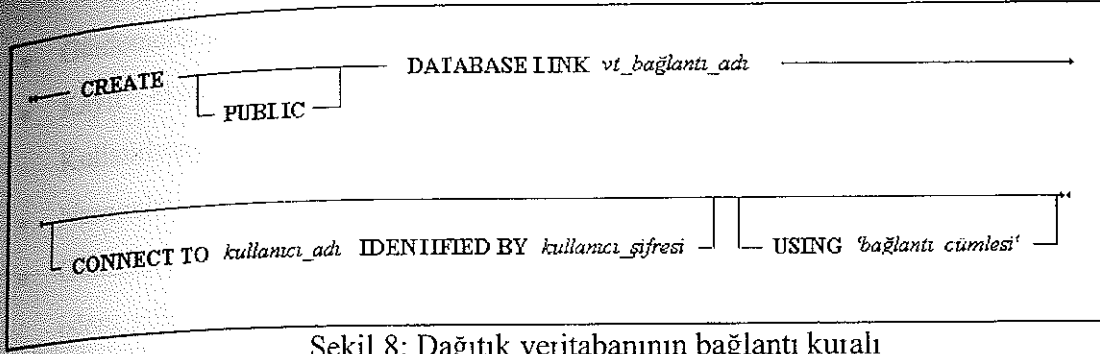 CREATE DATABASE LINK vt_bağlantı_adı
PUBLIC
CONNECT TO kullanıcı_adı IDENTIFIED BY kullanıcı_şifresi USING 'bağlantı cümlesi'
Şekil 8: Dağıtık veritabanının bağlantı kuralı